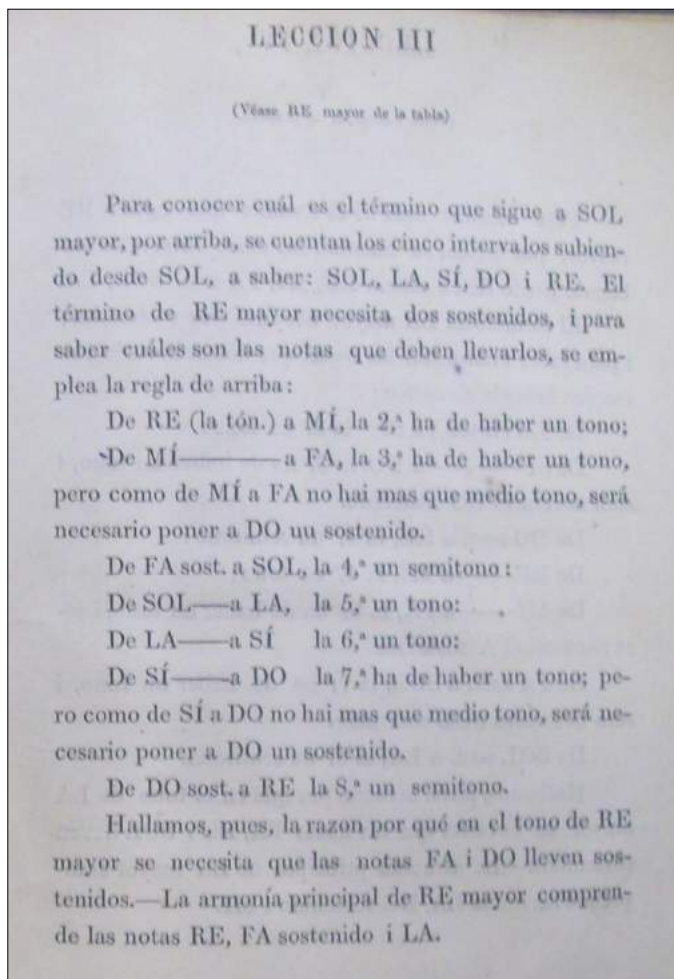 LECCION III
(Véase RE mayor de la tabla)
Para conocer cuál es el término que sigue a SOL
mayor, por arriba, se cuentan los cinco intervalos subien-
do desde SOL, a saber: SOL, LA, SÍ, DO i RE. El
término de RE mayor necesita dos sostenidos, i para
saber cuáles son las notas que deben llevarlos, se em-
plea la regla de arriba:
De RE (la tón.) a MÍ, la 2,ª ha de haber un tono;
De MÍ——a FA, la 3,ª ha de haber un tono,
pero como de MÍ a FA no hai mas que medio tono, será
necesario poner a DO uu sostenido.
De FA sost. a SOL, la 4,ª un semitono:
De SOL——a LA, la 5,ª un tono:
De LA——a SÍ la 6,ª un tono:
De SÍ——a DO la 7,ª ha de haber un tono; pe-
ro como de SÍ a DO no hai mas que medio tono, será ne-
cesario poner a DO un sostenido.
De DO sost. a RE la 8,ª un semitono.
Hallamos, pues, la razon por qué en el tono de RE
mayor se necesita que las notas FA i DO lleven sos-
tenidos.—La armonía principal de RE mayor compren-
de las notas RE, FA sostenido i LA.